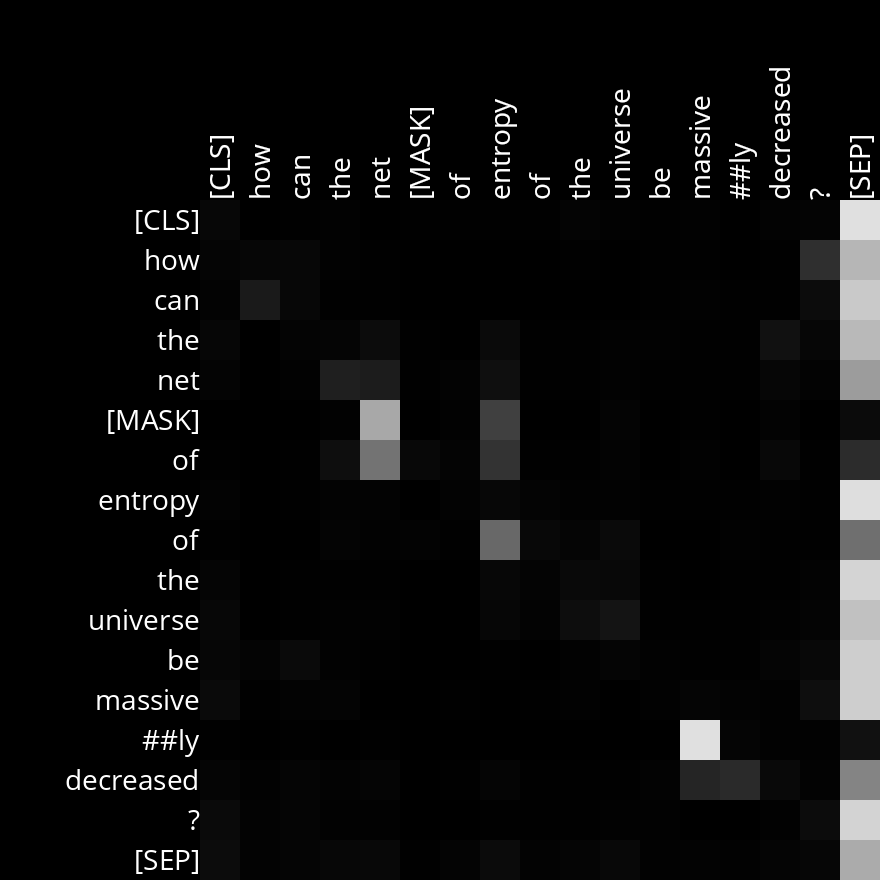 [CLS] how can the net [MASK] of entropy of the universe be massive ##ly decreased ? [SEP]
[CLS]
how
can
the
net
[MASK]
of
entropy
of
the
universe
be
massive
##ly
decreased
?
[SEP]